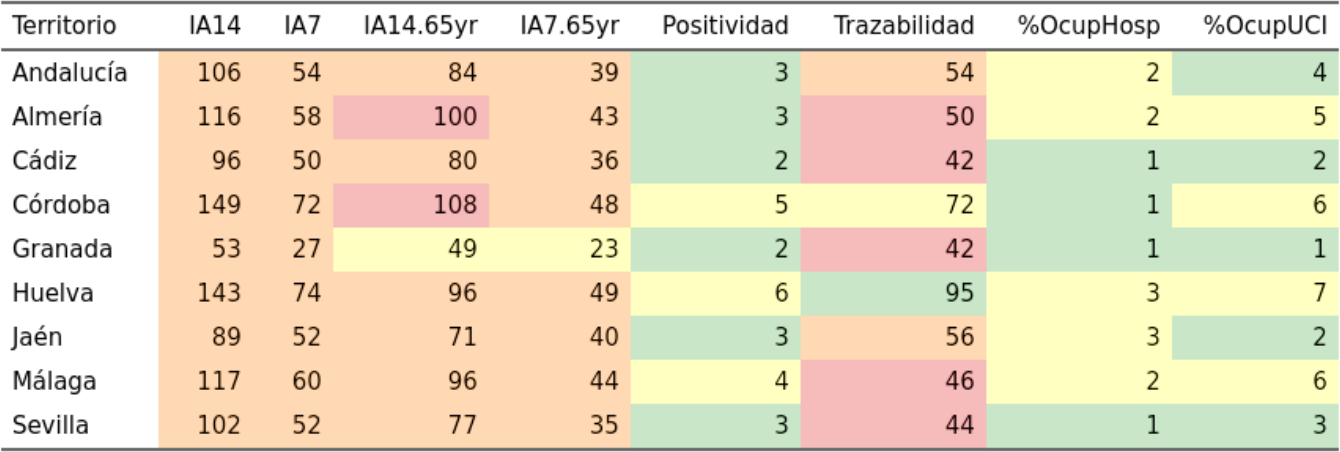 Territorio IA14 IA7 IA14.65yr IA7.65yr Positividad Trazabilidad %OcupHosp %OcupUCI
Andalucía 106 54 84 39 3 54 2 4
Almería 116 58 100 43 3 50 2 5
Cádiz 96 50 80 36 2 42 1 2
Córdoba 149 72 108 48 5 72 1 6
Granada 53 27 49 23 2 42 1 1
Huelva 143 74 96 49 6 95 3 7
Jaén 89 52 71 40 3 56 3 2
Málaga 117 60 96 44 4 46 2 6
Sevilla 102 52 77 35 3 44 1 3